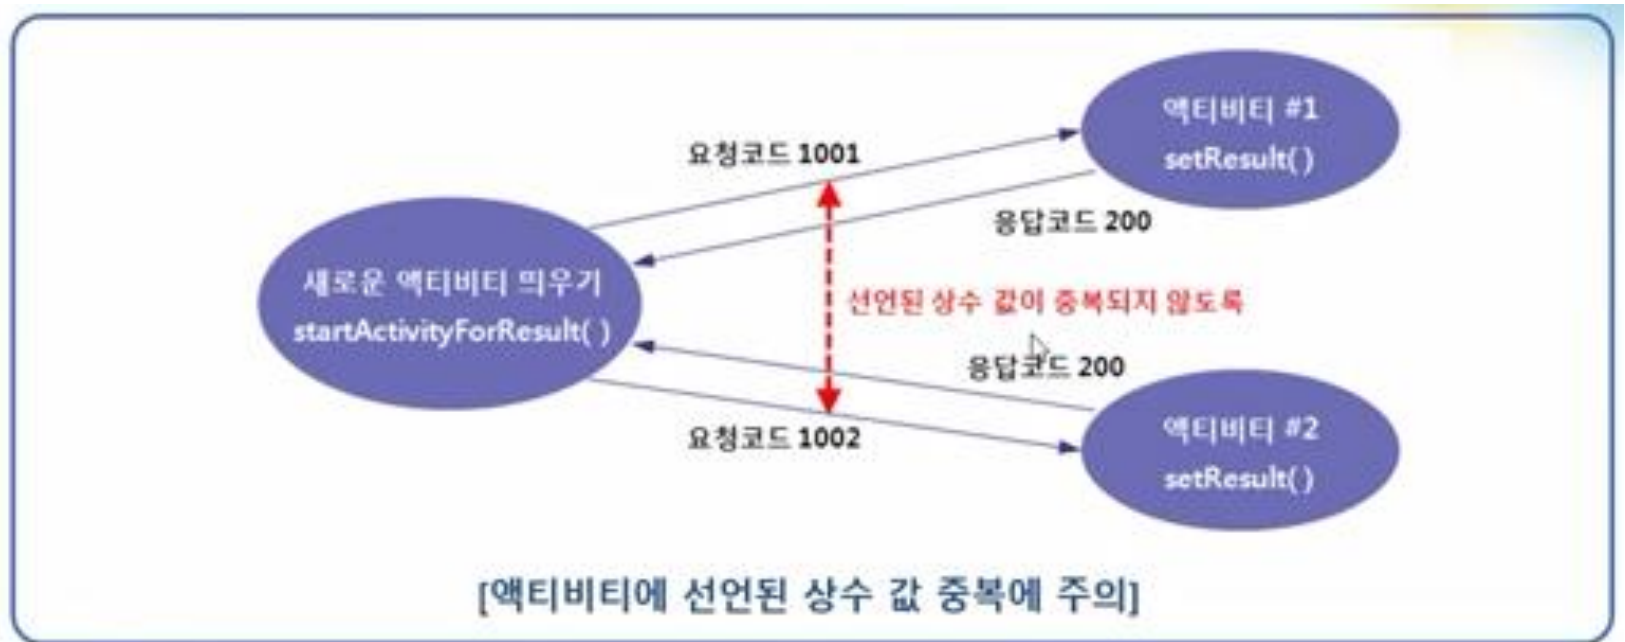 액티비티 #1
setResult( )
요청코드 1001
응답코드 200
새로운 액티비티 띄우기
startActivityForResult( )
선언된 상수 값이 중복되지 않도록
응답코드 200
요청코드 1002
액티비티 #2
setResult( )
[액티비티에 선언된 상수 값 중복에 주의]